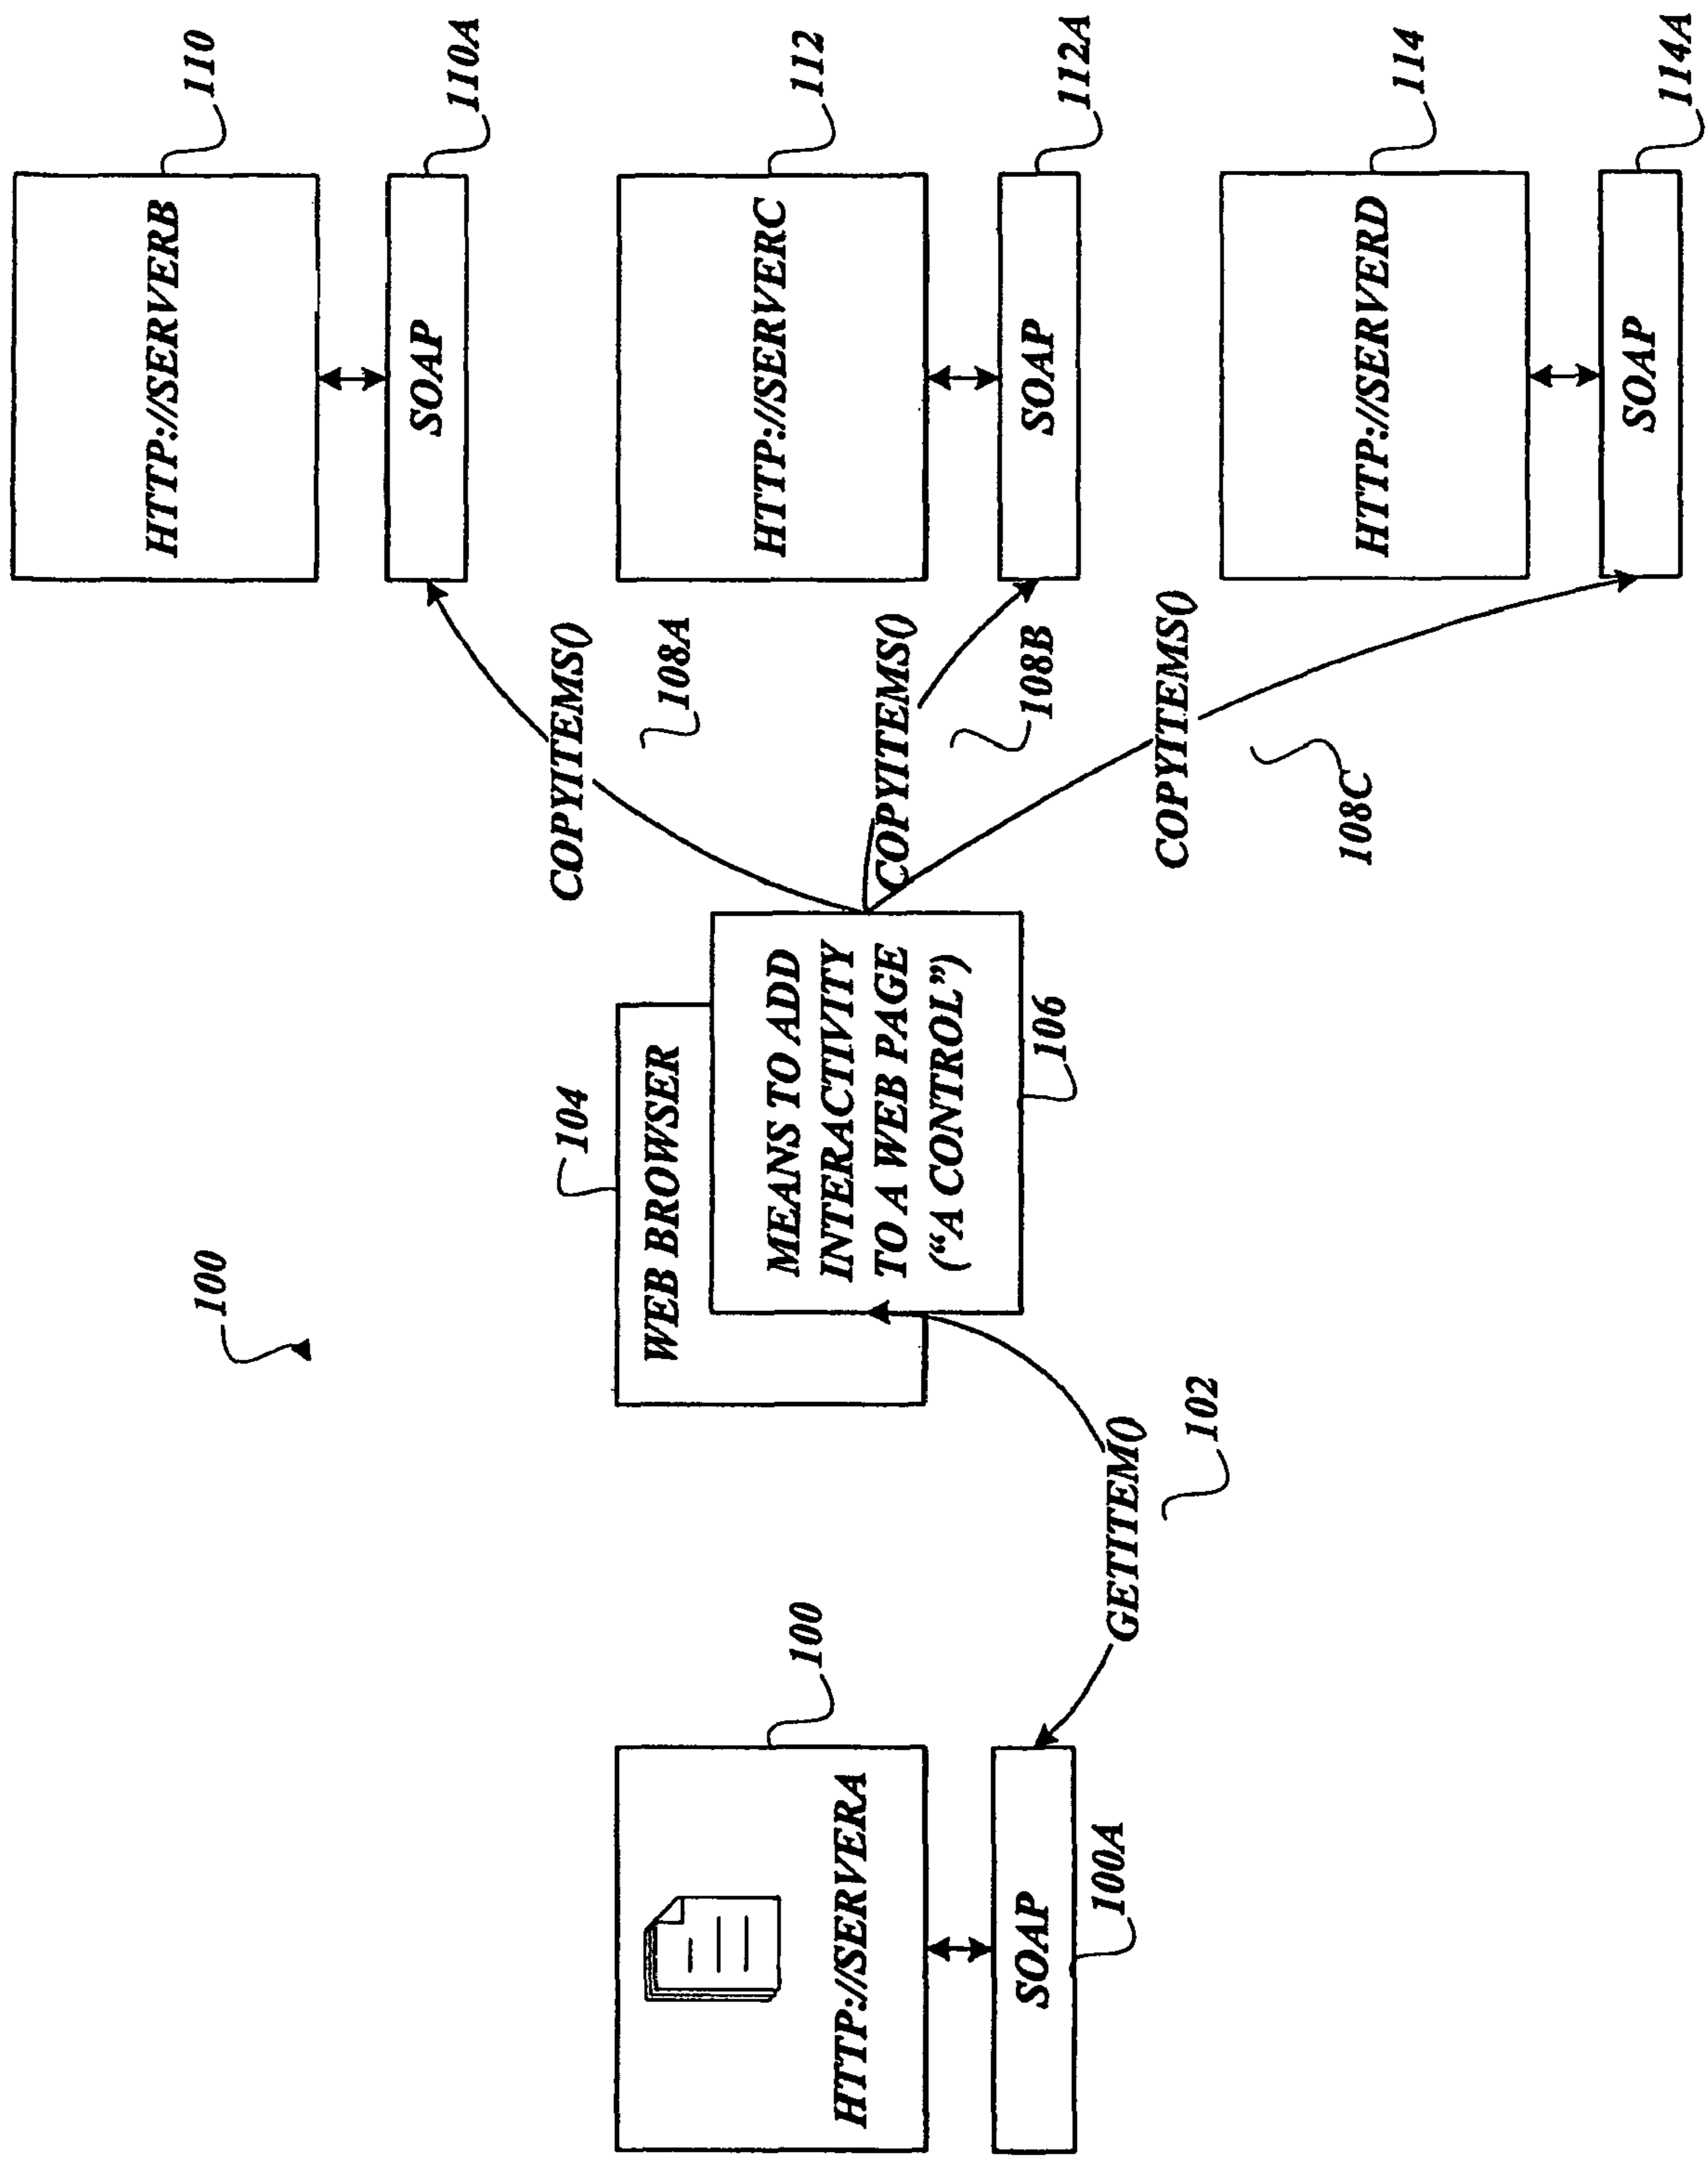 100
HTTP://SERVERA
100
SOAP
100A
GETITEM()
102
104
WEB BROWSER
MEANS TO ADD
INTERACTIVITY
TO A WEB PAGE
(“A CONTROL”)
106
COPYITEMS()
108A
COPYITEMS()
108B
COPYITEMS()
108C
HTTP://SERVERB
110
SOAP
110A
HTTP://SERVERC
112
SOAP
112A
HTTP://SERVERD
114
SOAP
114A